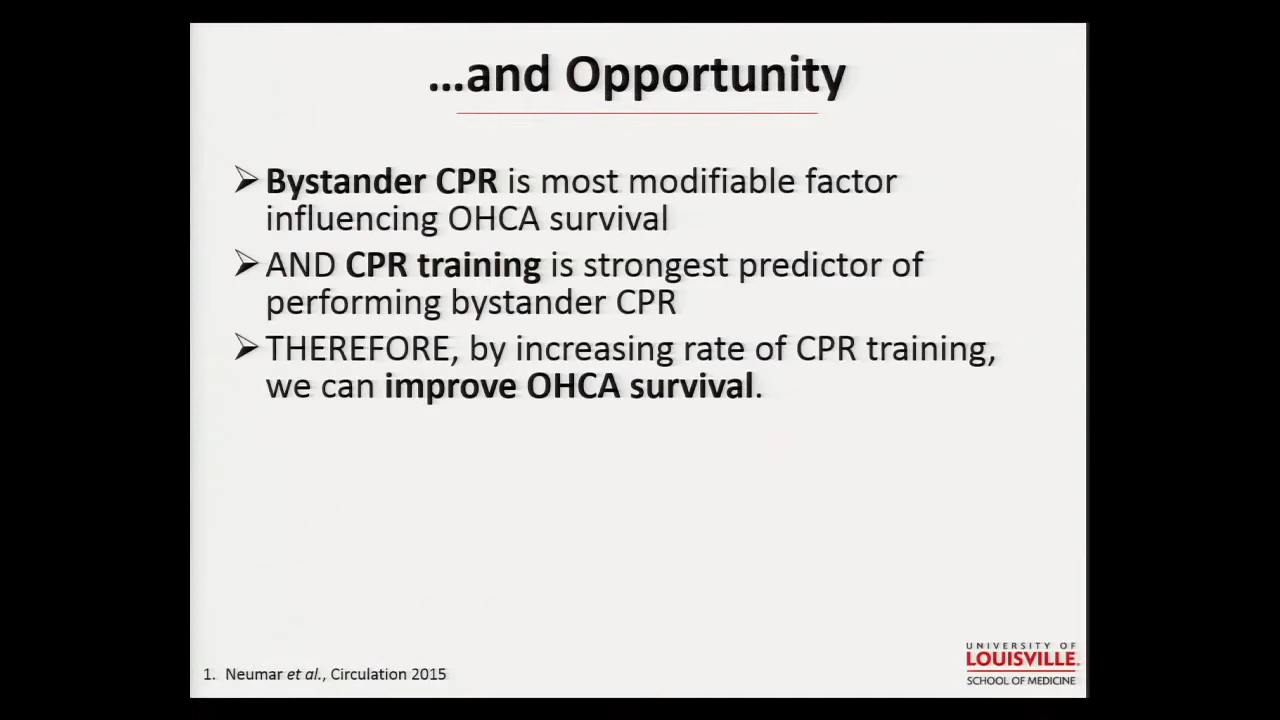 ...and Opportunity
➢ Bystander CPR is most modifiable factor
influencing OHCA survival
➢ AND CPR training is strongest predictor of
performing bystander CPR
➢ THEREFORE, by increasing rate of CPR training,
we can improve OHCA survival.
1. Neumar et al., Circulation 2015
UNIVERSITY OF
LOUISVILLE.
SCHOOL OF MEDICINE